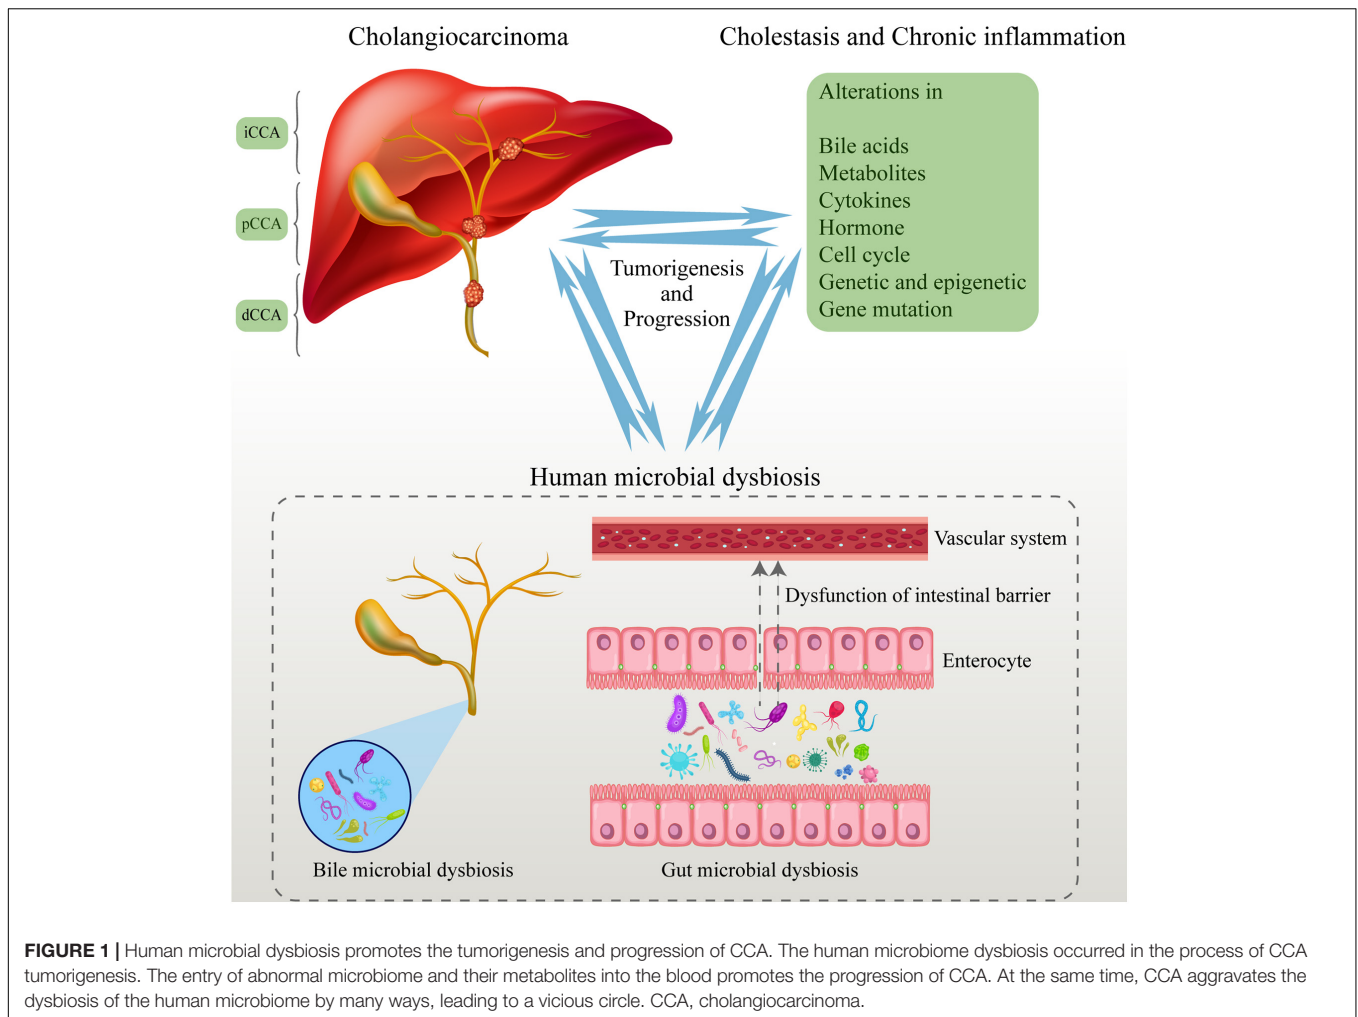 Cholangiocarcinoma
Cholestasis and Chronic inflammation
iCCA
pCCA
dCCA
Alterations in
Bile acids
Metabolites
Cytokines
Hormone
Cell cycle
Genetic and epigenetic
Gene mutation
Tumorigenesis
and
Progression
Human microbial dysbiosis
Vascular system
Dysfunction of intestinal barrier
Enterocyte
Bile microbial dysbiosis
Gut microbial dysbiosis
FIGURE 1 | Human microbial dysbiosis promotes the tumorigenesis and progression of CCA. The human microbiome dysbiosis occurred in the process of CCA
tumorigenesis. The entry of abnormal microbiome and their metabolites into the blood promotes the progression of CCA. At the same time, CCA aggravates the
dysbiosis of the human microbiome by many ways, leading to a vicious circle. CCA, cholangiocarcinoma.